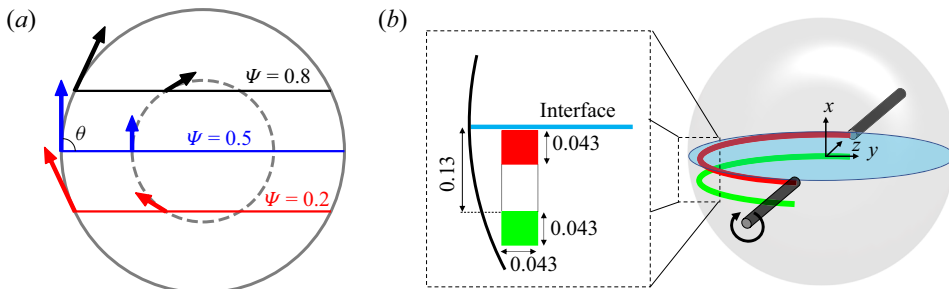 (a)
Ψ = 0.8
θ
Ψ = 0.5
Ψ = 0.2
(b)
Interface
0.043
0.13
0.043
0.043
x
z
y